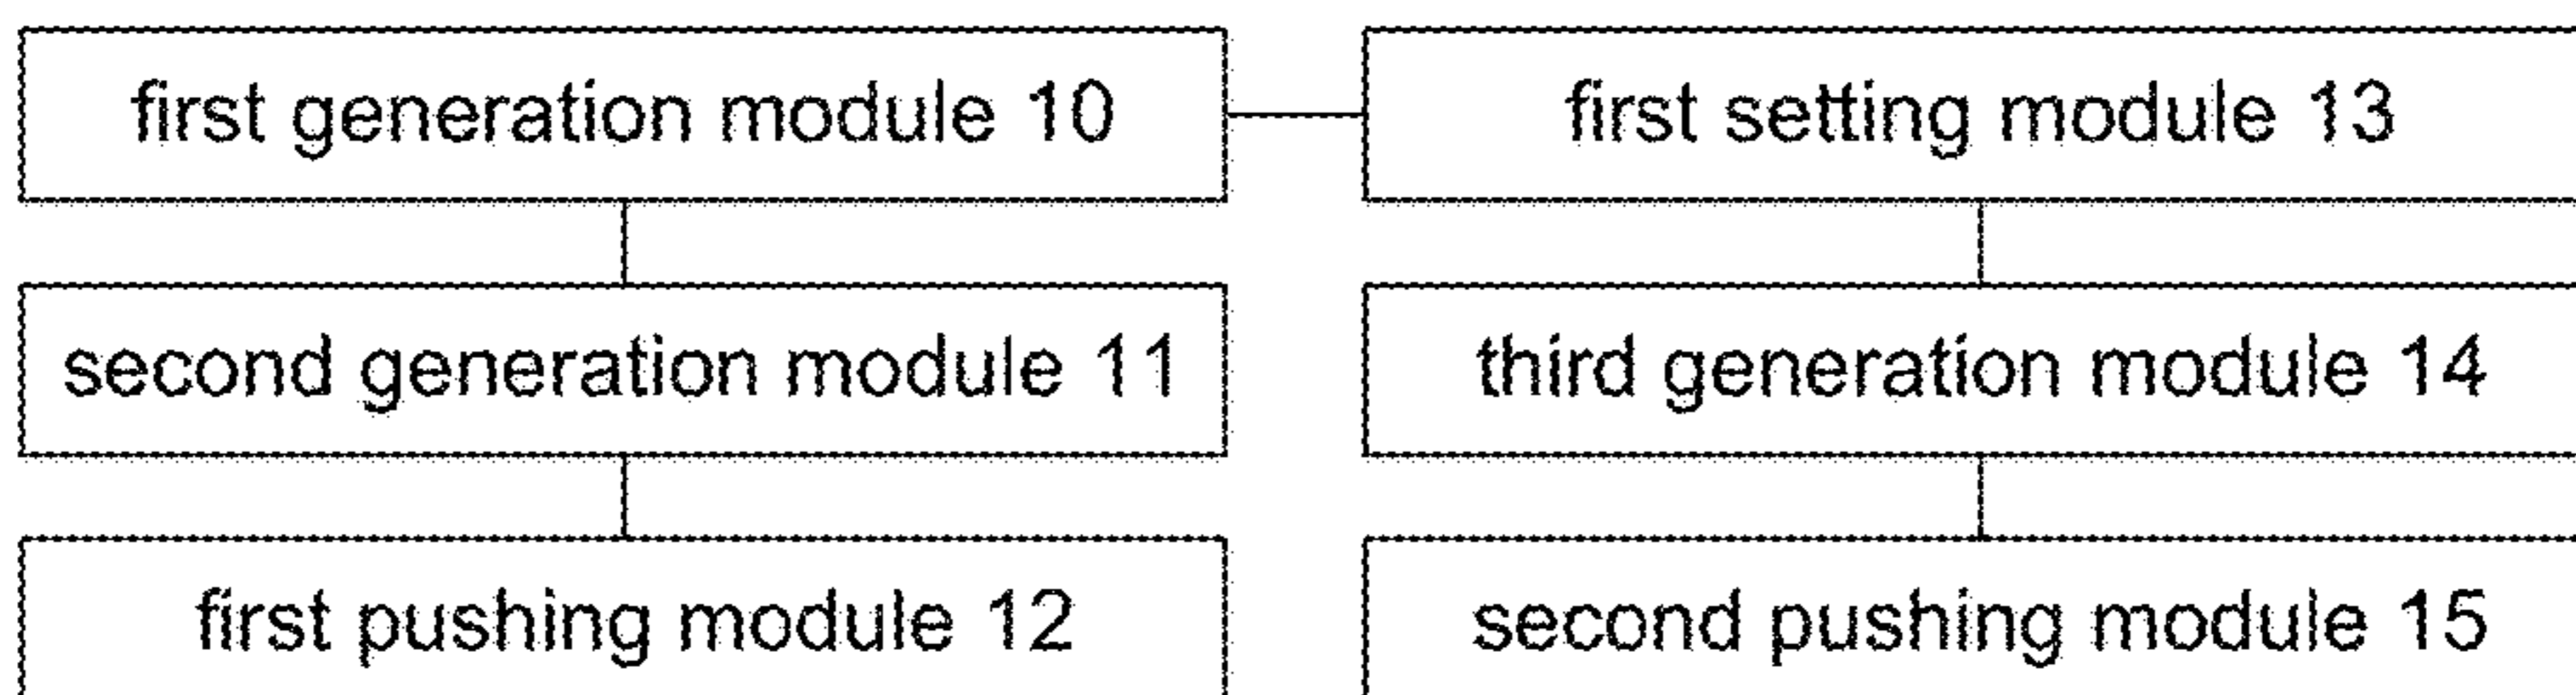 first generation module 10
first setting module 13
second generation module 11
third generation module 14
first pushing module 12
second pushing module 15